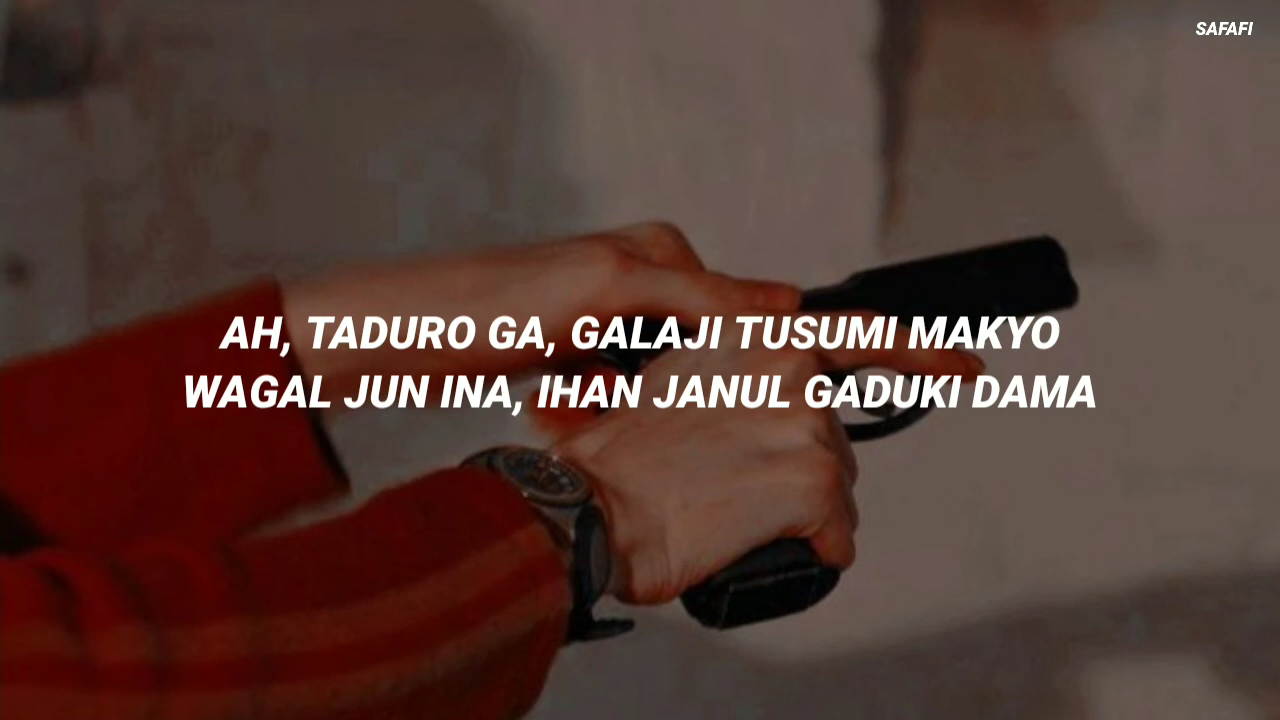 SAFAFI
AH, TADURO GA, GALAJI TUSUMI MAKYO
WAGAL JUN INA, IHAN JANUL GADUKI DAMA